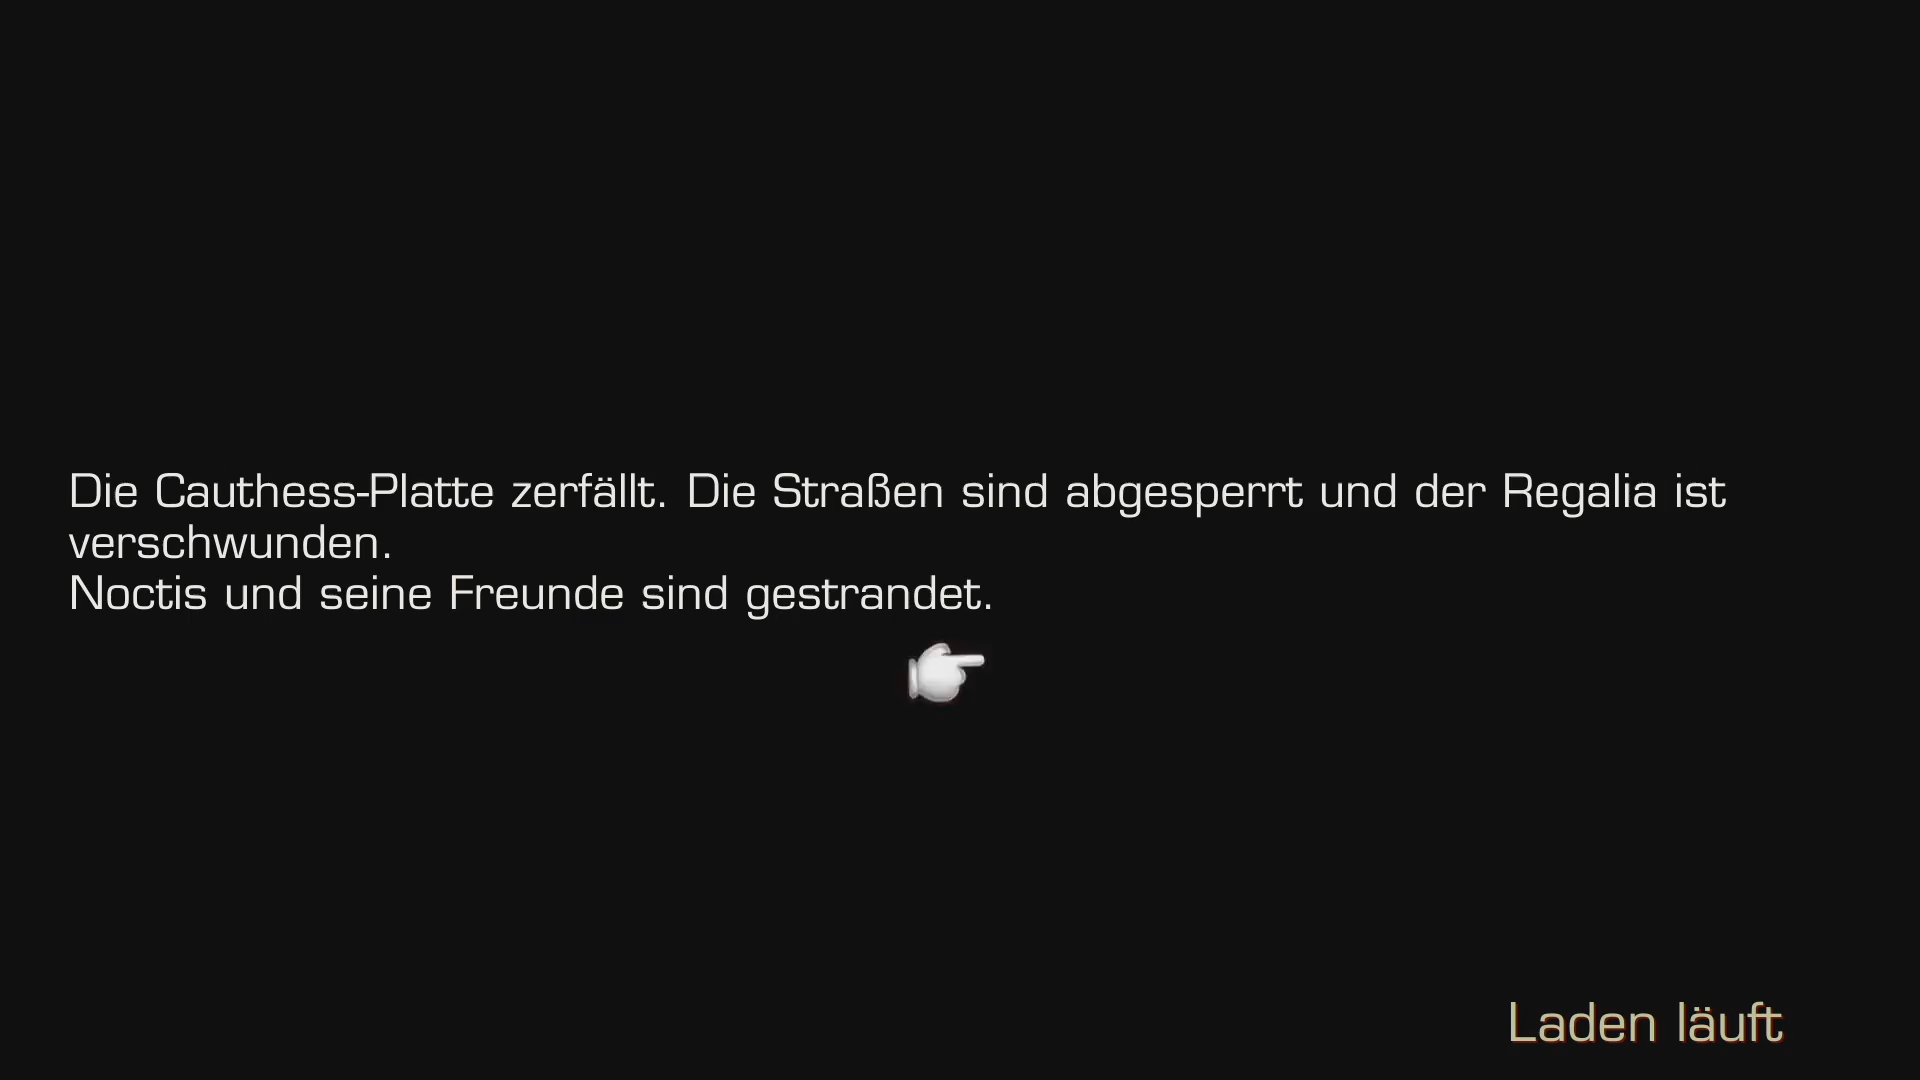 Die Cauthess-Platte zerfällt. Die Straßen sind abgesperrt und der Regalia ist
verschwunden.
Noctis und seine Freunde sind gestrandet.
Laden läuft